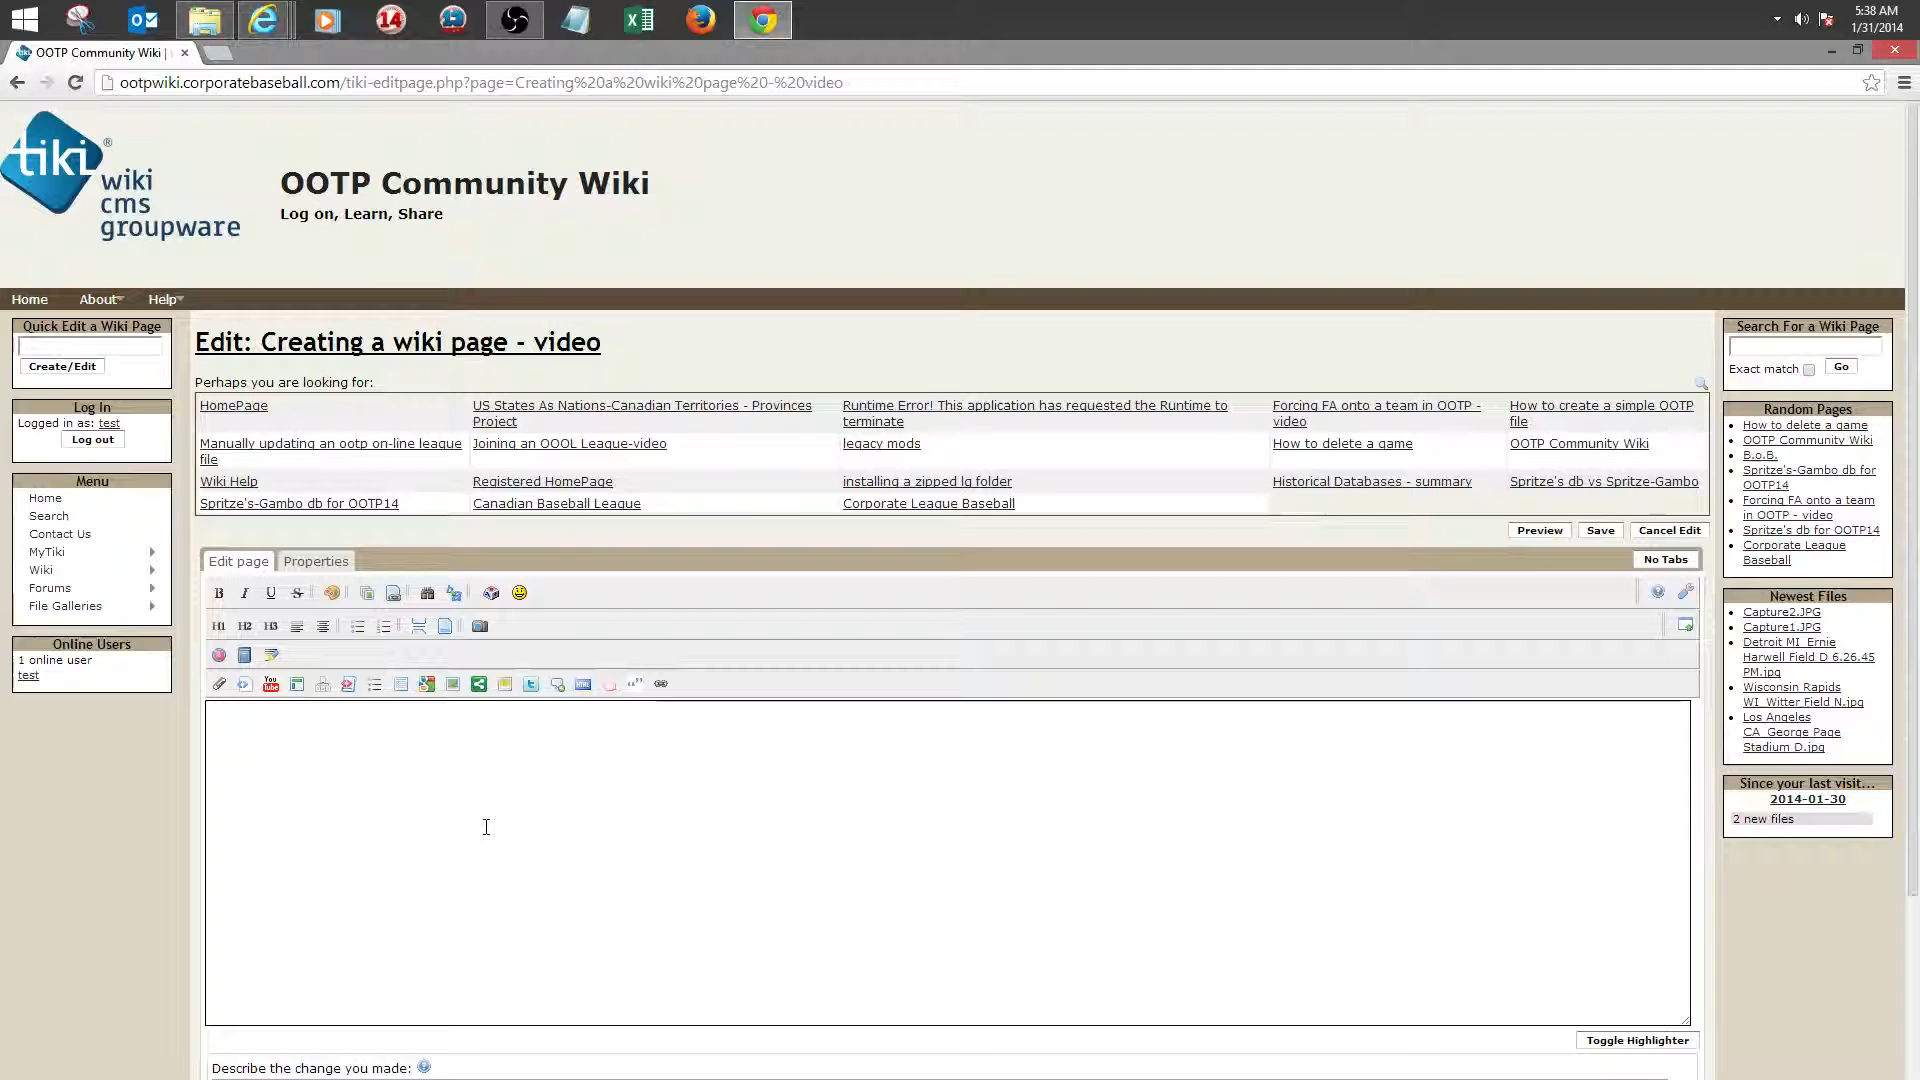 5:38 AM
1/31/2014
OOTP Community Wiki |
ootpwiki.corporatebaseball.com/tiki-editpage.php?page=Creating%20a%20wiki%20page%20-%20video
tiki ®
wiki
cms
groupware
OOTP Community Wiki
Log on, Learn, Share
Home About Help
Quick Edit a Wiki Page
Create/Edit
Log In
Logged in as: test
Log out
Menu
Home
Search
Contact Us
MyTiki
Wiki
Forums
File Galleries
Online Users
1 online user
test
Edit: Creating a wiki page - video
Perhaps you are looking for:
HomePage
US States As Nations-Canadian Territories - Provinces
Project
Runtime Error! This application has requested the Runtime to
terminate
Forcing FA onto a team in OOTP -
video
How to create a simple OOTP
file
Manually updating an ootp on-line league
file
Joining an OOOL League-video
legacy mods
How to delete a game
OOTP Community Wiki
Wiki Help
Registered HomePage
installing a zipped lg folder
Historical Databases - summary
Spritze's db vs Spritze-Gambo
Spritze's-Gambo db for OOTP14
Canadian Baseball League
Corporate League Baseball
Preview Save Cancel Edit
Edit page Properties No Tabs
B I U S
H1 H2 H3
You
Tube
Toggle Highlighter
Describe the change you made:
Search For a Wiki Page
Exact match Go
Random Pages
How to delete a game
OOTP Community Wiki
B.o.B.
Spritze's-Gambo db for
OOTP14
Forcing FA onto a team
in OOTP - video
Spritze's db for OOTP14
Corporate League
Baseball
Newest Files
Capture2.JPG
Capture1.JPG
Detroit MI_Ernie
Harwell Field D 6.26.45
PM.jpg
Wisconsin Rapids
WI_Witter Field N.jpg
Los Angeles
CA_George Page
Stadium D.jpg
Since your last visit...
2014-01-30
2 new files